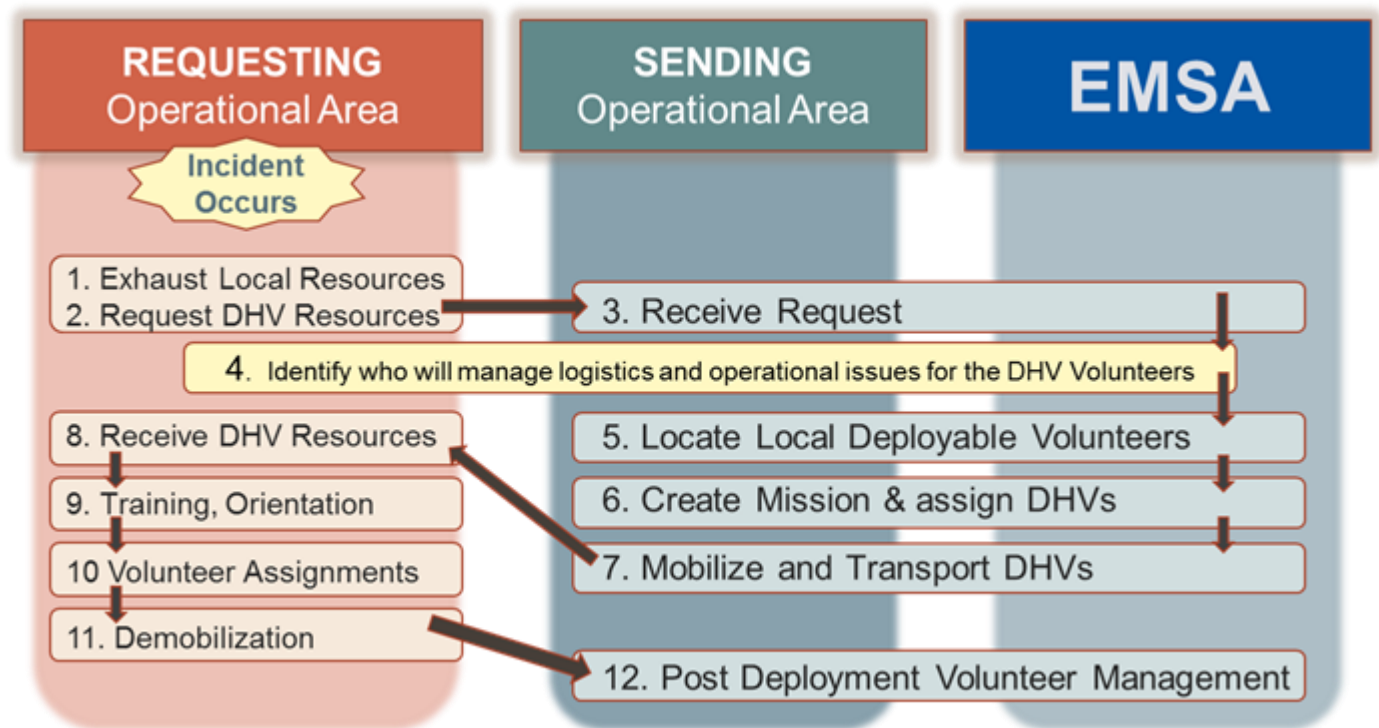 REQUESTING
Operational Area
SENDING
Operational Area
EMSA
Incident
Occurs
1. Exhaust Local Resources
2. Request DHV Resources
3. Receive Request
4. Identify who will manage logistics and operational issues for the DHV Volunteers
5. Locate Local Deployable Volunteers
6. Create Mission & assign DHVs
7. Mobilize and Transport DHVs
8. Receive DHV Resources
9. Training, Orientation
10 Volunteer Assignments
11. Demobilization
12. Post Deployment Volunteer Management